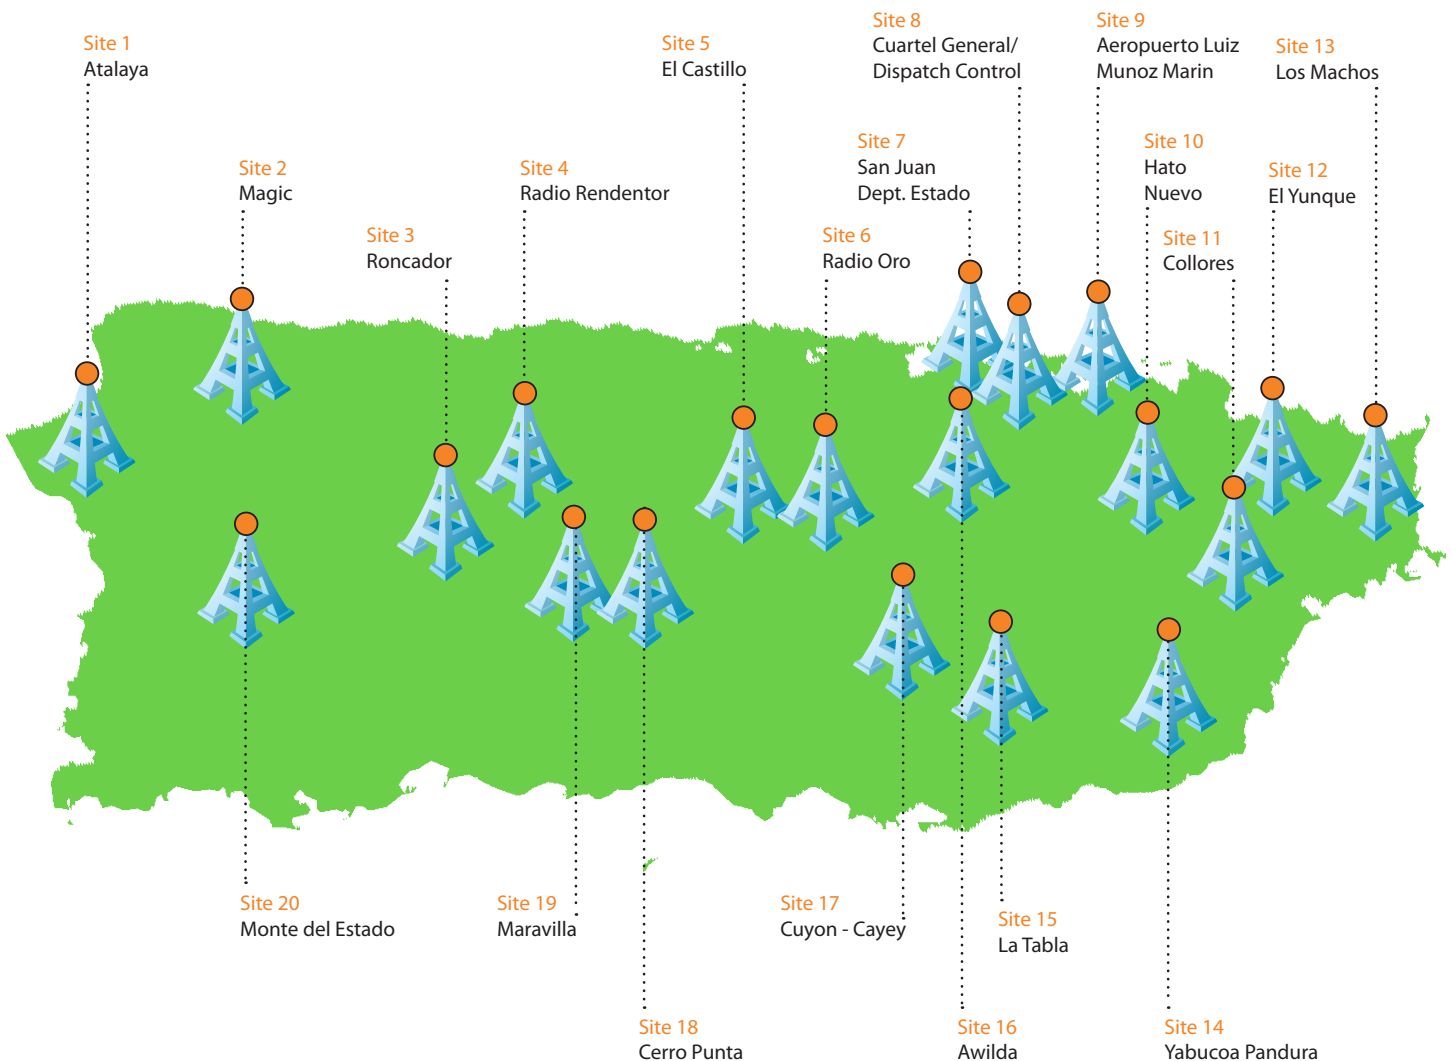 Site 1
Atalaya
Site 2
Magic
Site 3
Roncador
Site 4
Radio Rendentor
Site 5
El Castillo
Site 6
Radio Oro
Site 7
San Juan
Dept. Estado
Site 8
Cuartel General/
Dispatch Control
Site 9
Aeropuerto Luiz
Munoz Marin
Site 10
Hato
Nuevo
Site 11
Collores
Site 12
El Yunque
Site 13
Los Machos
Site 20
Monte del Estado
Site 19
Maravilla
Site 18
Cerro Punta
Site 17
Cuyon - Cayey
Site 16
Awilda
Site 15
La Tabla
Site 14
Yabucoa Pandura